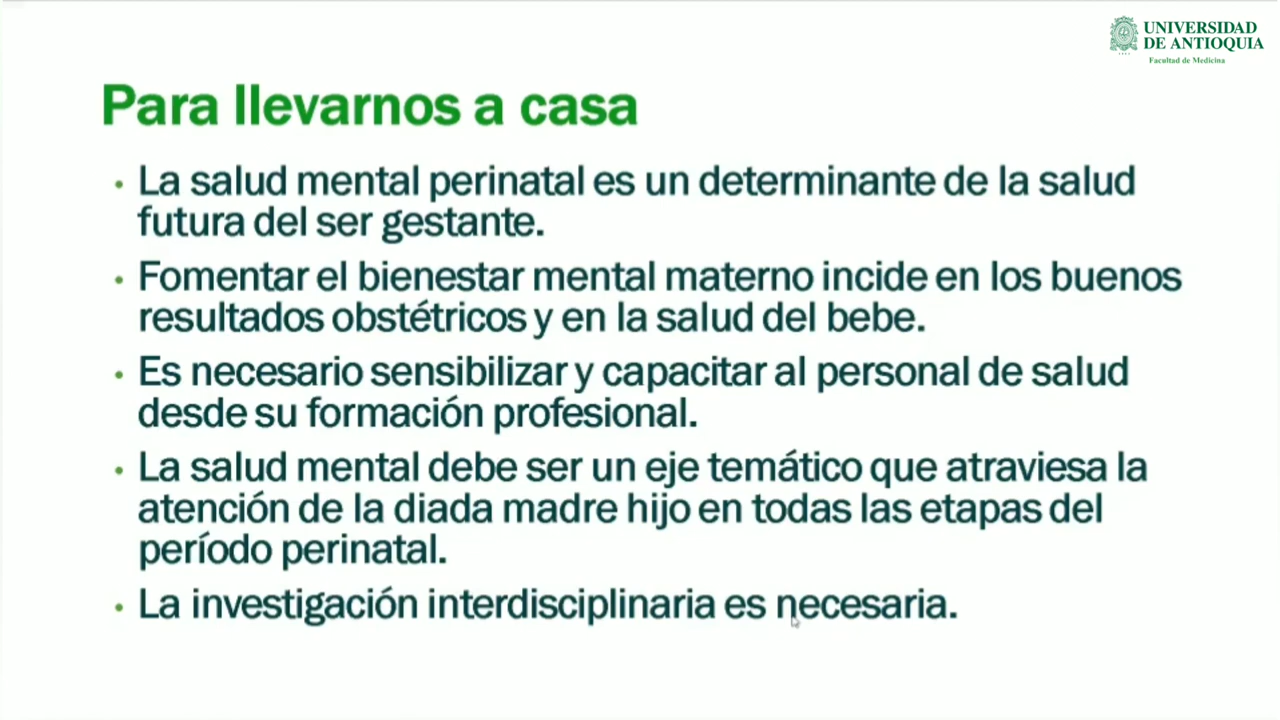 UNIVERSIDAD
DE ANTIOQUIA
Facultad de Medicina
Para llevarnos a casa
• La salud mental perinatal es un determinante de la salud
futura del ser gestante.
• Fomentar el bienestar mental materno incide en los buenos
resultados obstétricos y en la salud del bebe.
• Es necesario sensibilizar y capacitar al personal de salud
desde su formación profesional.
• La salud mental debe ser un eje temático que atraviesa la
atención de la diada madre hijo en todas las etapas del
período perinatal.
• La investigación interdisciplinaria es necesaria.